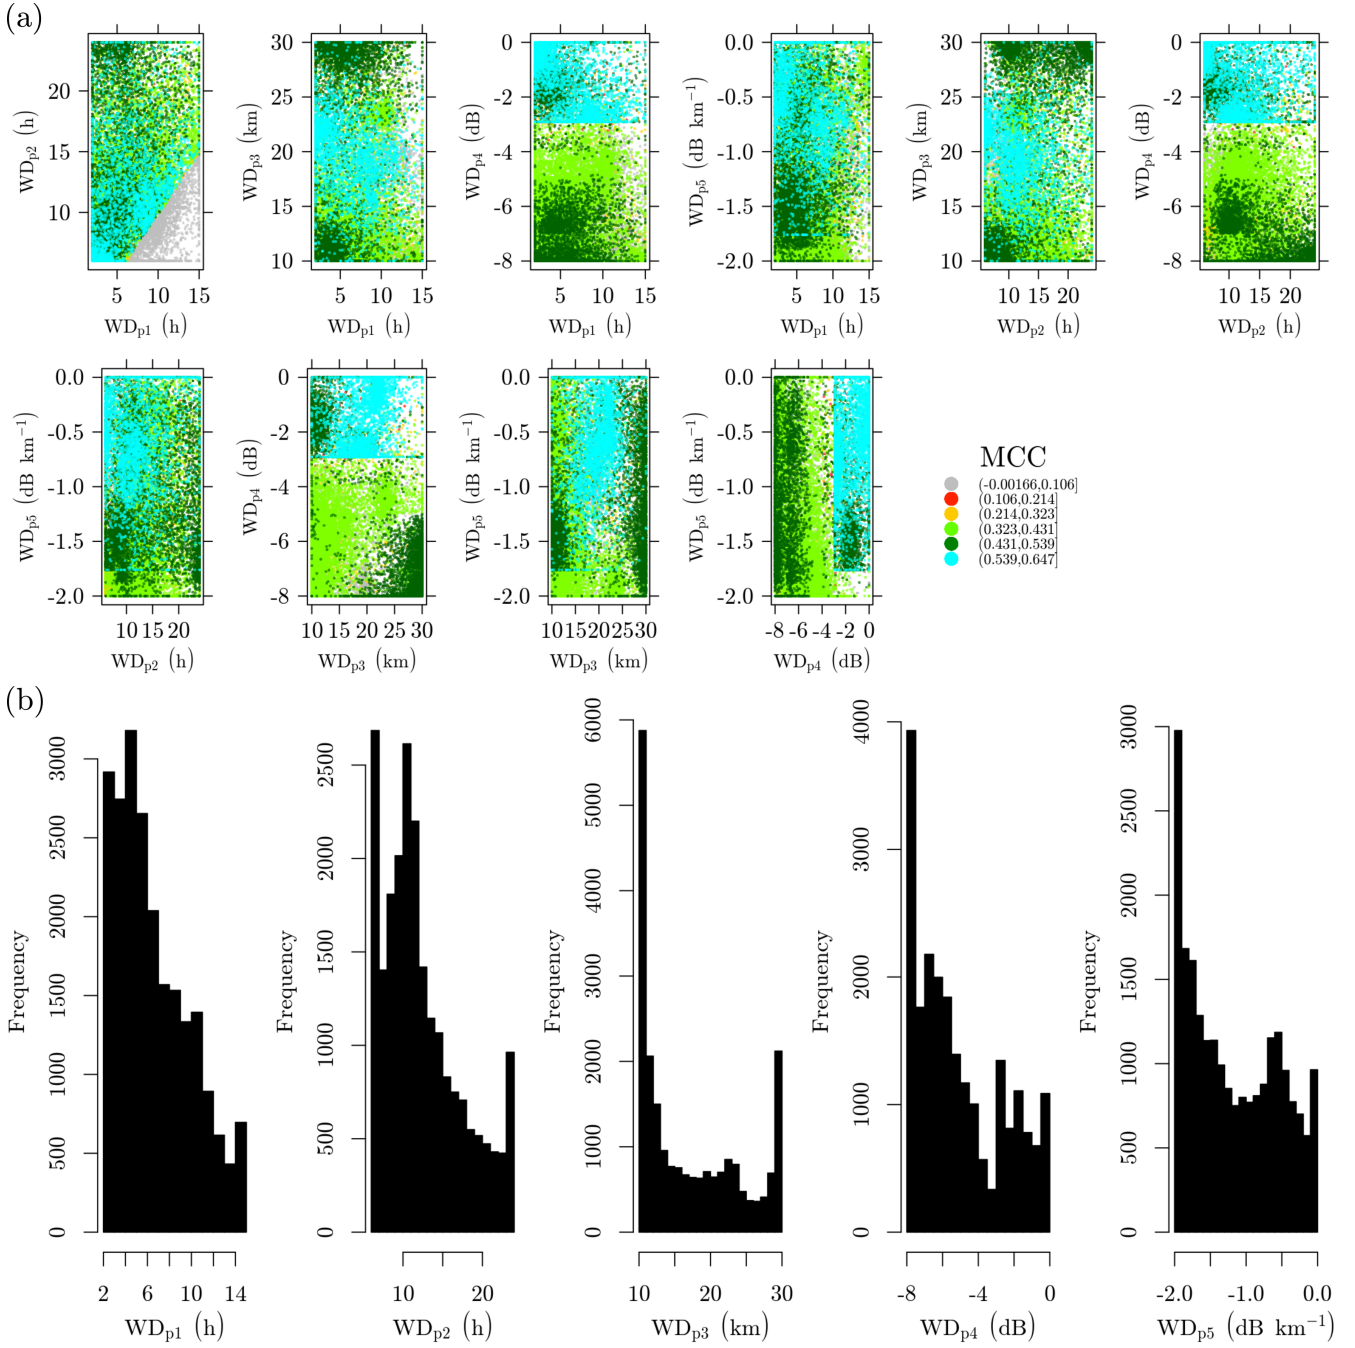 (a)
20
15
10
WDp2 (h)
5 10 15
WDp1 (h)
30
25
20
15
10
WDp3 (km)
5 10 15
WDp1 (h)
0
-2
-4
-6
-8
WDp4 (dB)
5 10 15
WDp1 (h)
0.0
-0.5
-1.0
-1.5
-2.0
WDp5 (dB km−1)
5 10 15
WDp1 (h)
30
25
20
15
10
WDp3 (km)
10 15 20
WDp2 (h)
0
-2
-4
-6
-8
WDp4 (dB)
10 15 20
WDp2 (h)
0.0
-0.5
-1.0
-1.5
-2.0
WDp5 (dB km−1)
10 15 20
WDp2 (h)
0
-2
-4
-6
-8
WDp4 (dB)
10 15 20 25 30
WDp3 (km)
0.0
-0.5
-1.0
-1.5
-2.0
WDp5 (dB km−1)
10 15 20 25 30
WDp3 (km)
0.0
-0.5
-1.0
-1.5
-2.0
WDp5 (dB km−1)
-8 -6 -4 -2 0
WDp4 (dB)
MCC
(-0.00166,0.106]
(0.106,0.214]
(0.214,0.323]
(0.323,0.431]
(0.431,0.539]
(0.539,0.647]
(b)
Frequency
3000
2500
2000
1500
1000
500
0
2 6 10 14
WDp1 (h)
Frequency
2500
2000
1500
1000
500
0
10 20
WDp2 (h)
Frequency
6000
5000
4000
3000
2000
1000
0
10 20 30
WDp3 (km)
Frequency
4000
3000
2000
1000
0
-8 -4 0
WDp4 (dB)
Frequency
3000
2500
2000
1500
1000
500
0
-2.0 -1.0 0.0
WDp5 (dB km−1)